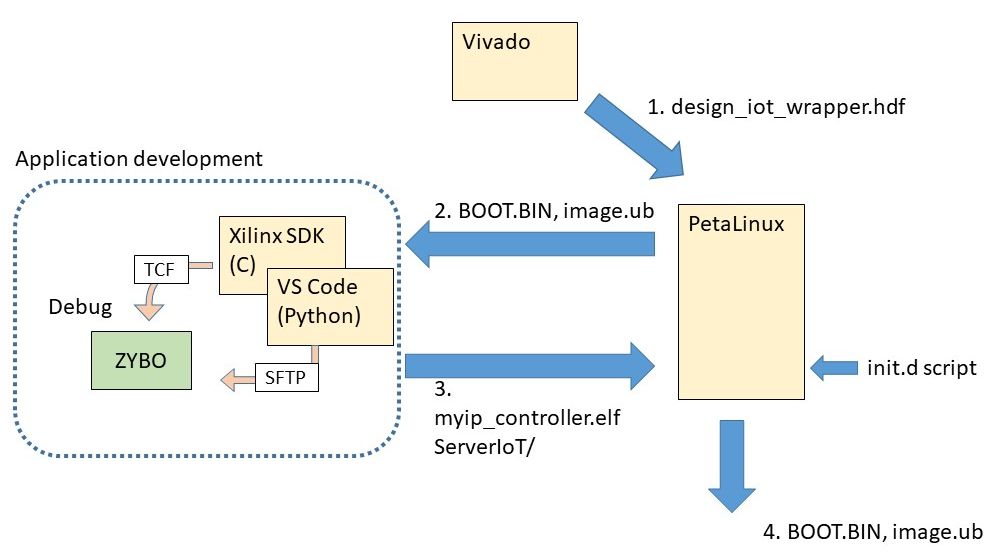 Vivado
1. design_iot_wrapper.hdf
Application development
2. BOOT.BIN, image.ub
PetaLinux
Xilinx SDK
(C)
TCF
VS Code
(Python)
Debug
ZYBO
SFTP
init.d script
3.
myip_controller.elf
ServerIoT/
4. BOOT.BIN, image.ub